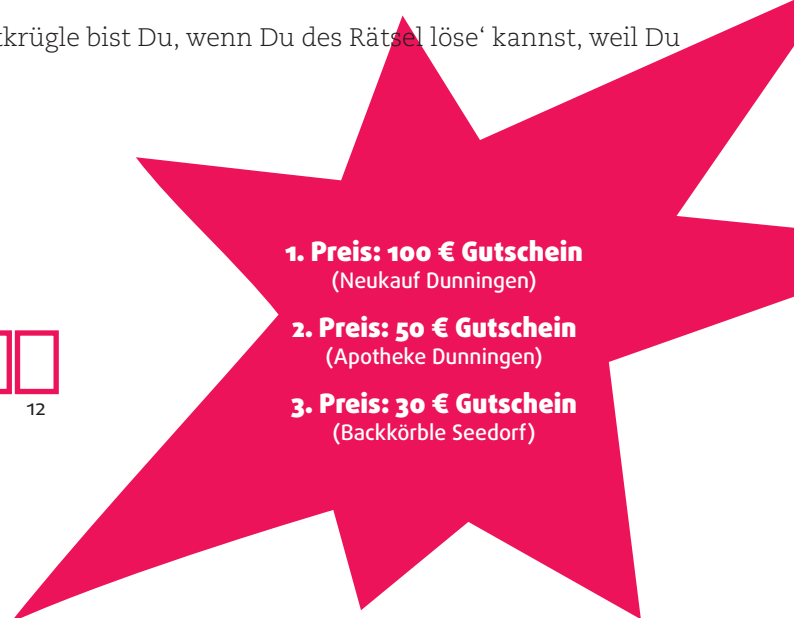 krügle bist Du, wenn Du des Rätsel löse‘ kannst, weil Du
1. Preis: 100 € Gutschein
(Neukauf Dunningen)
2. Preis: 50 € Gutschein
(Apotheke Dunningen)
3. Preis: 30 € Gutschein
(Backkörble Seedorf)
12